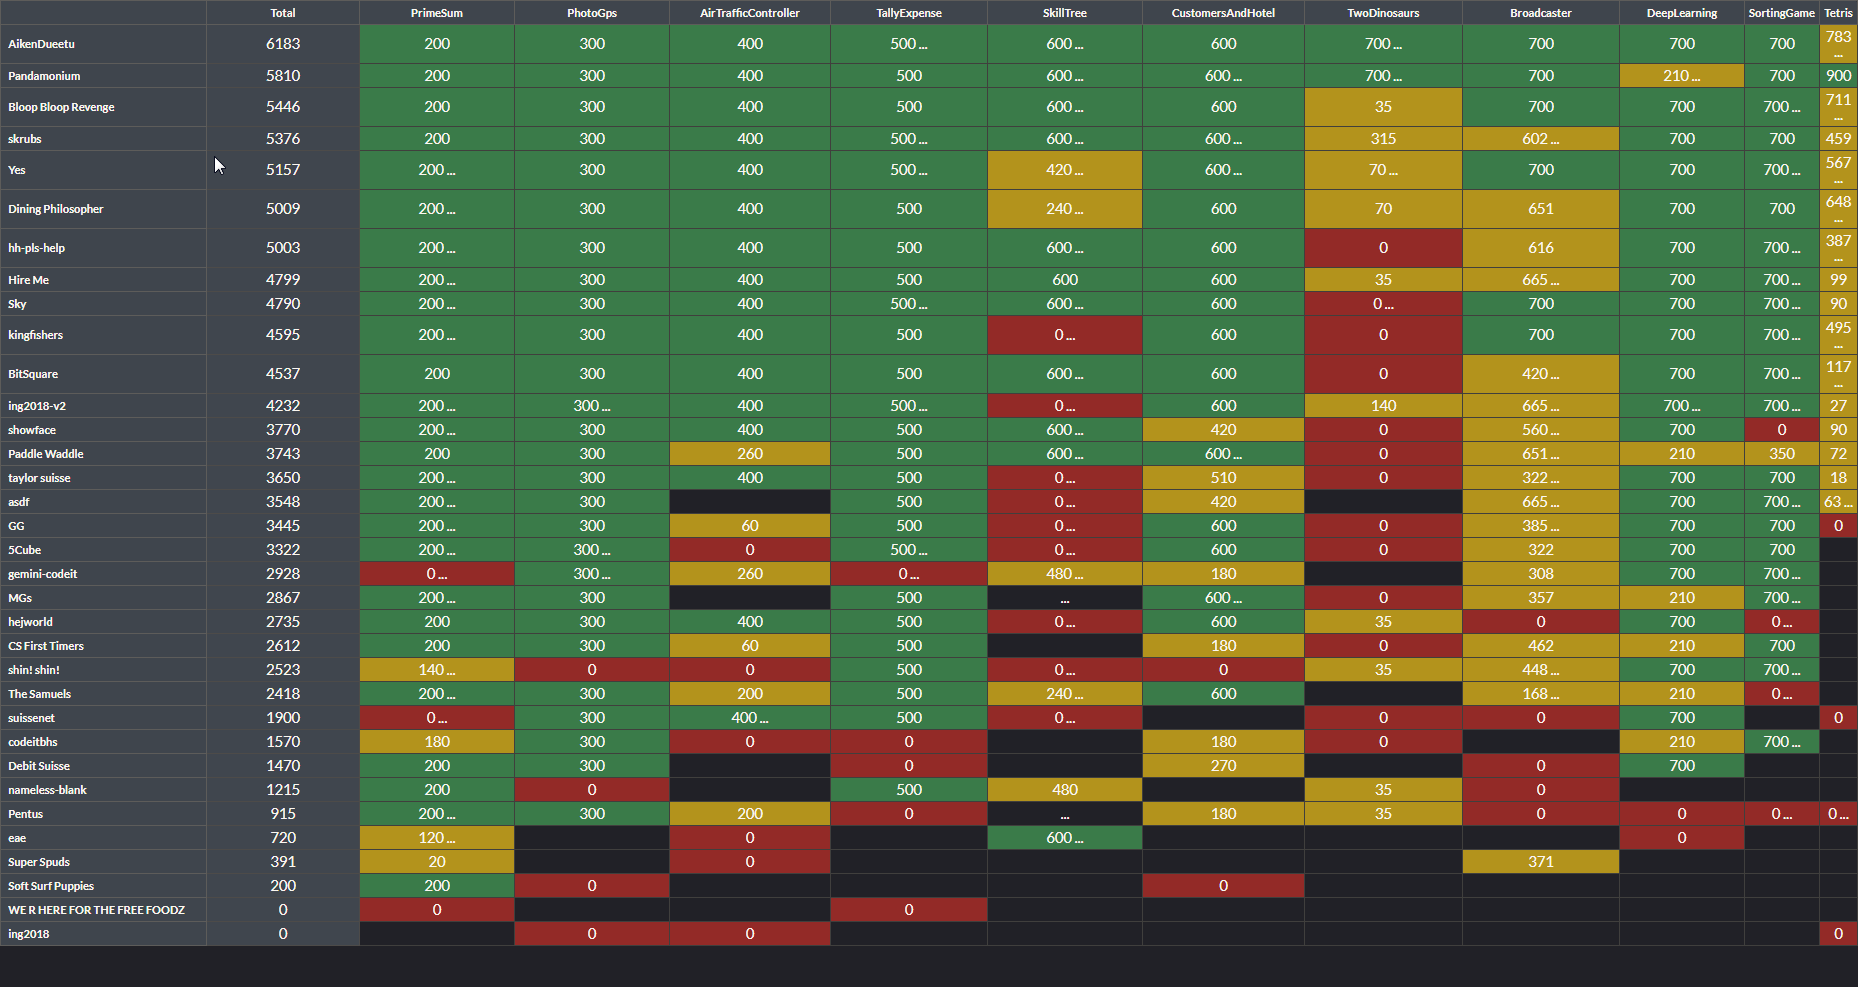 Total PrimeSum PhotoGps AirTrafficController TallyExpense SkillTree CustomersAndHotel TwoDinosaurs Broadcaster DeepLearning SortingGame Tetris
AikenDueetu 6183 200 300 400 500 ... 600 ... 600 700 ... 700 700 700 783 ...
Pandamonium 5810 200 300 400 500 600 ... 600 ... 700 ... 700 210 ... 700 900
Bloop Bloop Revenge 5446 200 300 400 500 600 ... 600 35 700 700 700 ... 711 ...
skrubs 5376 200 300 400 500 ... 600 ... 600 ... 315 602 ... 700 700 459
Yes 5157 200 ... 300 400 500 ... 420 ... 600 ... 70 ... 700 700 700 ... 567 ...
Dining Philosopher 5009 200 ... 300 400 500 240 ... 600 70 651 700 700 648 ...
hh-pls-help 5003 200 ... 300 400 500 600 ... 600 0 616 700 700 ... 387 ...
Hire Me 4799 200 ... 300 400 500 600 600 35 665 ... 700 700 ... 99
Sky 4790 200 ... 300 400 500 ... 600 ... 600 0 ... 700 700 700 ... 90
kingfishers 4595 200 ... 300 400 500 0 ... 600 0 700 700 700 ... 495 ...
BitSquare 4537 200 300 400 500 600 ... 600 0 420 ... 700 700 ... 117 ...
ing2018-v2 4232 200 ... 300 ... 400 500 ... 0 ... 600 140 665 ... 700 ... 700 ... 27
showface 3770 200 ... 300 400 500 600 ... 420 0 560 ... 700 0 90
Paddle Waddle 3743 200 300 260 500 600 ... 600 ... 0 651 ... 210 350 72
taylor suisse 3650 200 ... 300 400 500 0 ... 510 0 322 ... 700 700 18
asdf 3548 200 ... 300 500 0 ... 420 665 ... 700 700 ... 63 ...
GG 3445 200 ... 300 60 500 0 ... 600 0 385 ... 700 700 0
5Cube 3322 200 ... 300 ... 0 500 ... 0 ... 600 0 322 700 700
gemini-codeit 2928 0 ... 300 ... 260 0 ... 480 ... 180 308 700 700 ...
MGs 2867 200 ... 300 500 ... 600 ... 0 357 210 700 ...
hejworld 2735 200 300 400 500 0 ... 600 35 0 700 0 ...
CS First Timers 2612 200 300 60 500 180 0 462 210 700
shin! shin! 2523 140 ... 0 0 500 0 ... 0 35 448 ... 700 700 ...
The Samuels 2418 200 ... 300 200 500 240 ... 600 168 ... 210 0 ...
suissenet 1900 0 ... 300 400 ... 500 0 ... 0 0 700 0
codeitbhs 1570 180 300 0 0 180 0 210 700 ...
Debit Suisse 1470 200 300 0 270 0 700
nameless-blank 1215 200 0 500 480 35 0
Pentus 915 200 ... 300 200 0 ... 180 35 0 0 0 ... 0 ...
eae 720 120 ... 0 600 ... 0
Super Spuds 391 20 0 371
Soft Surf Puppies 200 200 0 0
WE R HERE FOR THE FREE FOODZ 0 0 0
ing2018 0 0 0 0